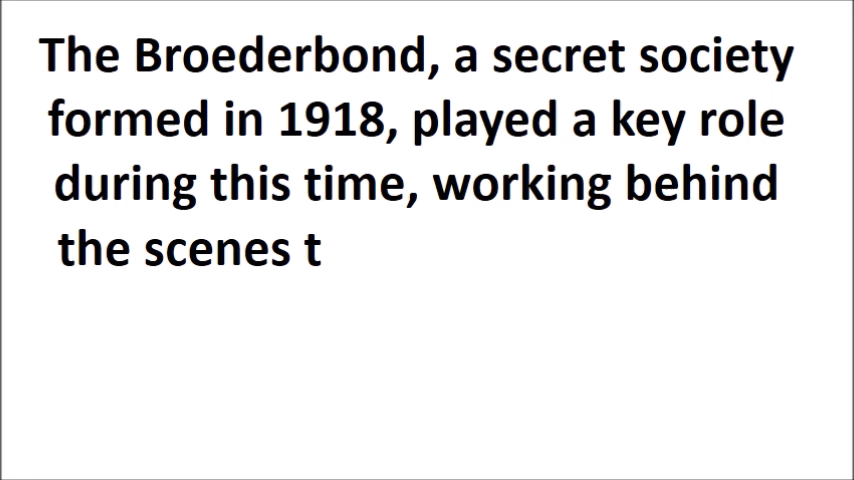 The Broederbond, a secret society
formed in 1918, played a key role
during this time, working behind
the scenes t